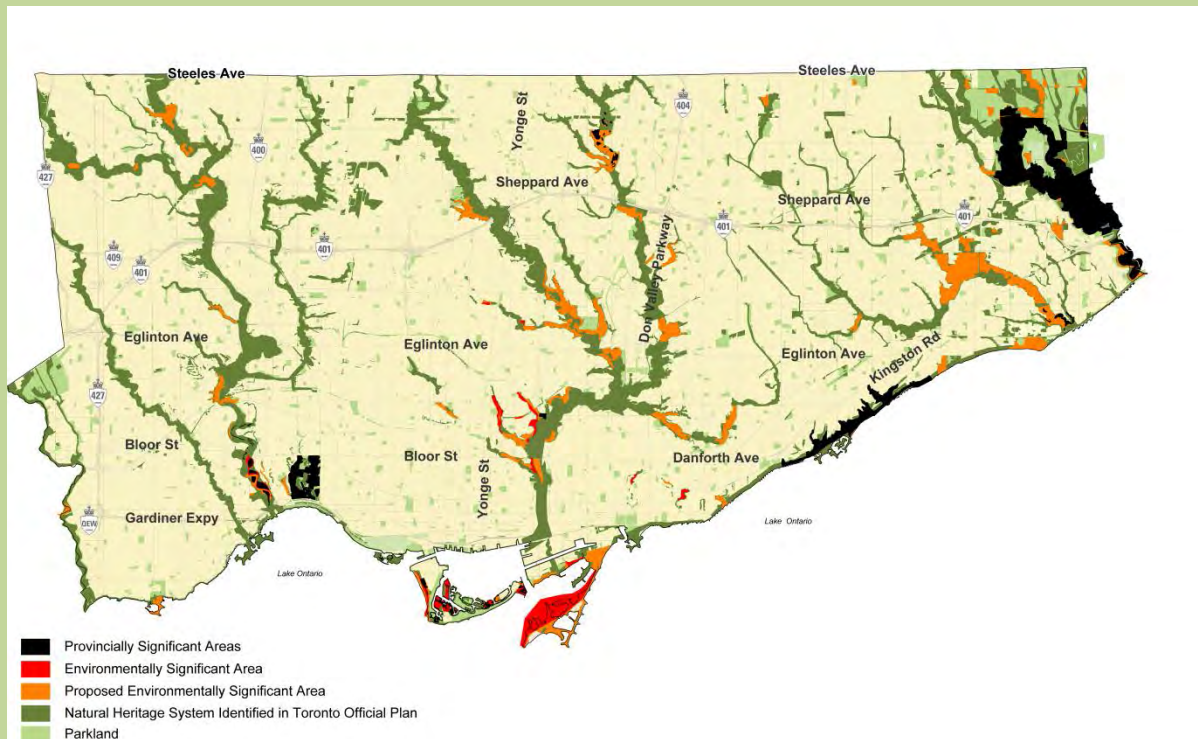 Steeles Ave
Steeles Ave
Yonge St
404
400
427
Sheppard Ave
Sheppard Ave
401
401
401
Don Valley Parkway
409
401
Eglinton Ave
Eglinton Ave
Eglinton Ave
Kingston Rd
427
Bloor St
Bloor St
Yonge St
Danforth Ave
QEW
Gardiner Expy
Lake Ontario
Lake Ontario
Provincially Significant Areas
Environmentally Significant Area
Proposed Environmentally Significant Area
Natural Heritage System Identified in Toronto Official Plan
Parkland